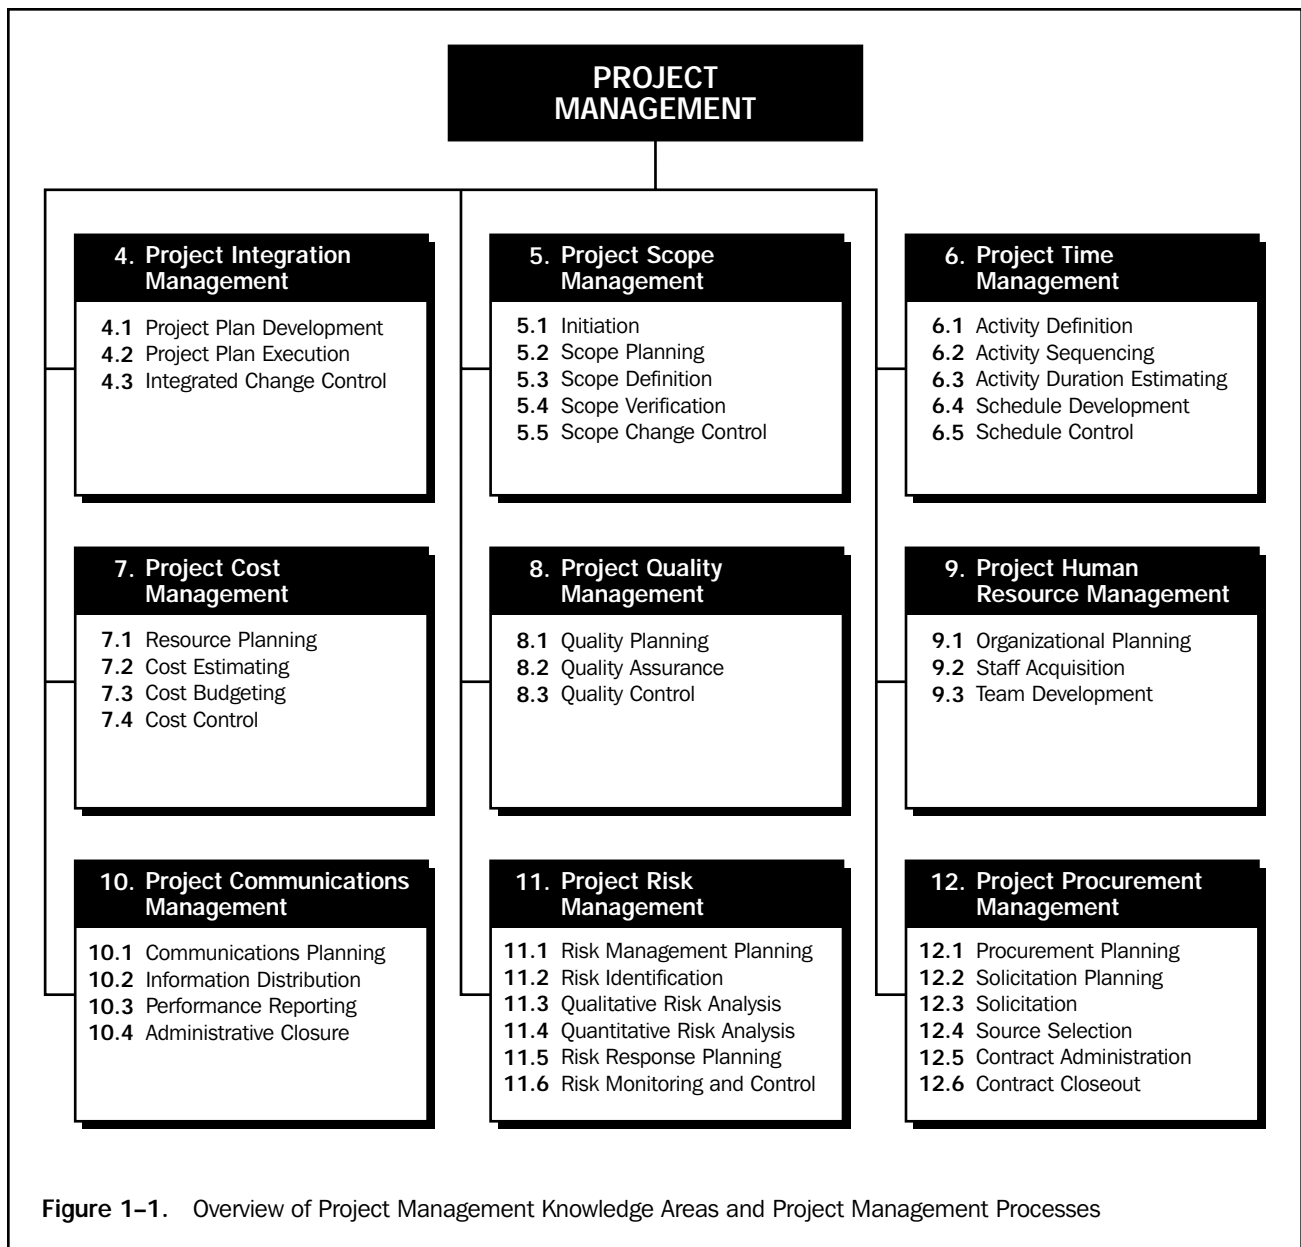 PROJECT
MANAGEMENT
4. Project Integration
Management
4.1 Project Plan Development
4.2 Project Plan Execution
4.3 Integrated Change Control
5. Project Scope
Management
5.1 Initiation
5.2 Scope Planning
5.3 Scope Definition
5.4 Scope Verification
5.5 Scope Change Control
6. Project Time
Management
6.1 Activity Definition
6.2 Activity Sequencing
6.3 Activity Duration Estimating
6.4 Schedule Development
6.5 Schedule Control
7. Project Cost
Management
7.1 Resource Planning
7.2 Cost Estimating
7.3 Cost Budgeting
7.4 Cost Control
8. Project Quality
Management
8.1 Quality Planning
8.2 Quality Assurance
8.3 Quality Control
9. Project Human
Resource Management
9.1 Organizational Planning
9.2 Staff Acquisition
9.3 Team Development
10. Project Communications
Management
10.1 Communications Planning
10.2 Information Distribution
10.3 Performance Reporting
10.4 Administrative Closure
11. Project Risk
Management
11.1 Risk Management Planning
11.2 Risk Identification
11.3 Qualitative Risk Analysis
11.4 Quantitative Risk Analysis
11.5 Risk Response Planning
11.6 Risk Monitoring and Control
12. Project Procurement
Management
12.1 Procurement Planning
12.2 Solicitation Planning
12.3 Solicitation
12.4 Source Selection
12.5 Contract Administration
12.6 Contract Closeout
Figure 1–1. Overview of Project Management Knowledge Areas and Project Management Processes